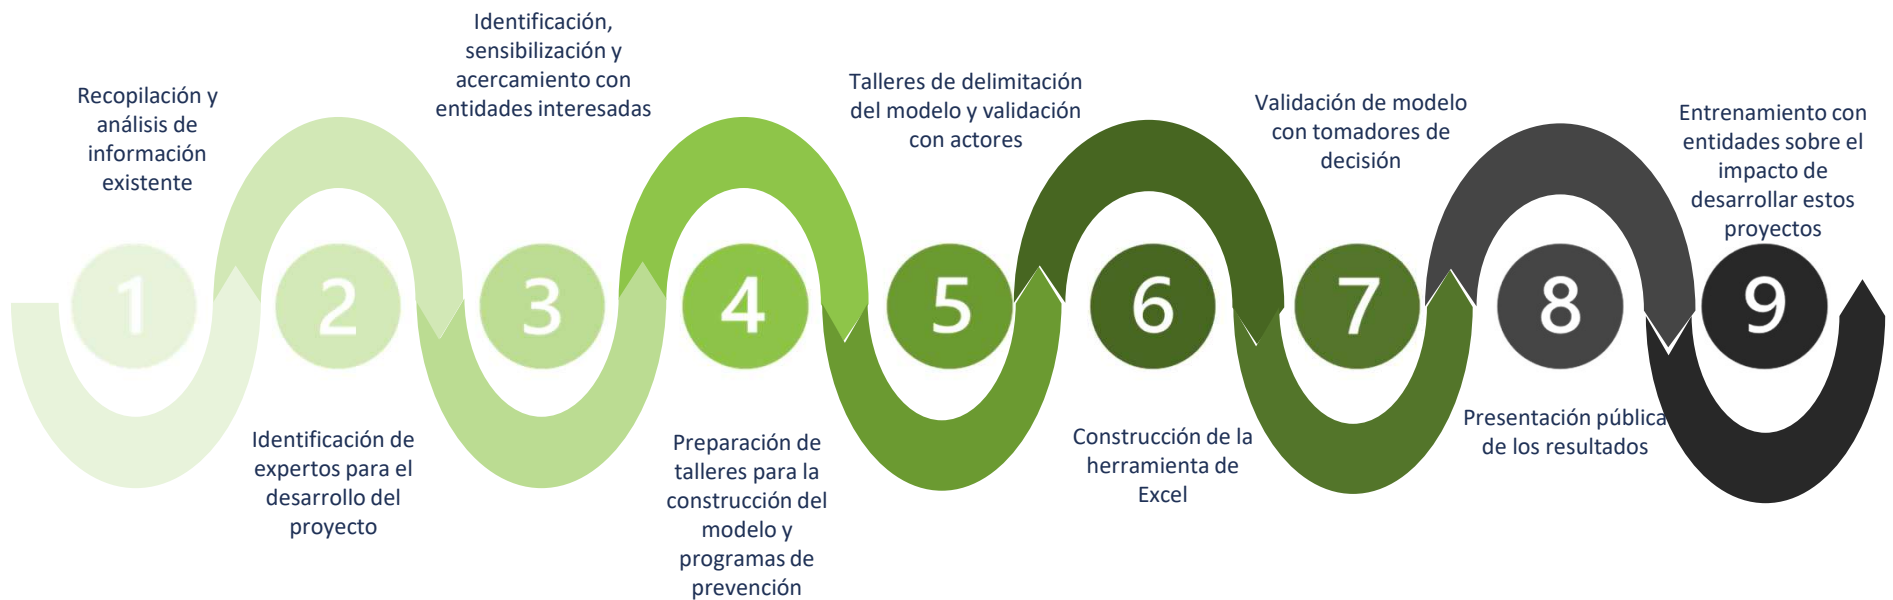 1
Recopilación y
análisis de
información
existente
2
Identificación de
expertos para el
desarrollo del
proyecto
3
Identificación,
sensibilización y
acercamiento con
entidades interesadas
4
Preparación de
talleres para la
construcción del
modelo y
programas de
prevención
5
Talleres de delimitación
del modelo y validación
con actores
6
Construcción de la
herramienta de
Excel
7
Validación de modelo
con tomadores de
decisión
8
Presentación pública
de los resultados
9
Entrenamiento con
entidades sobre el
impacto de
desarrollar estos
proyectos